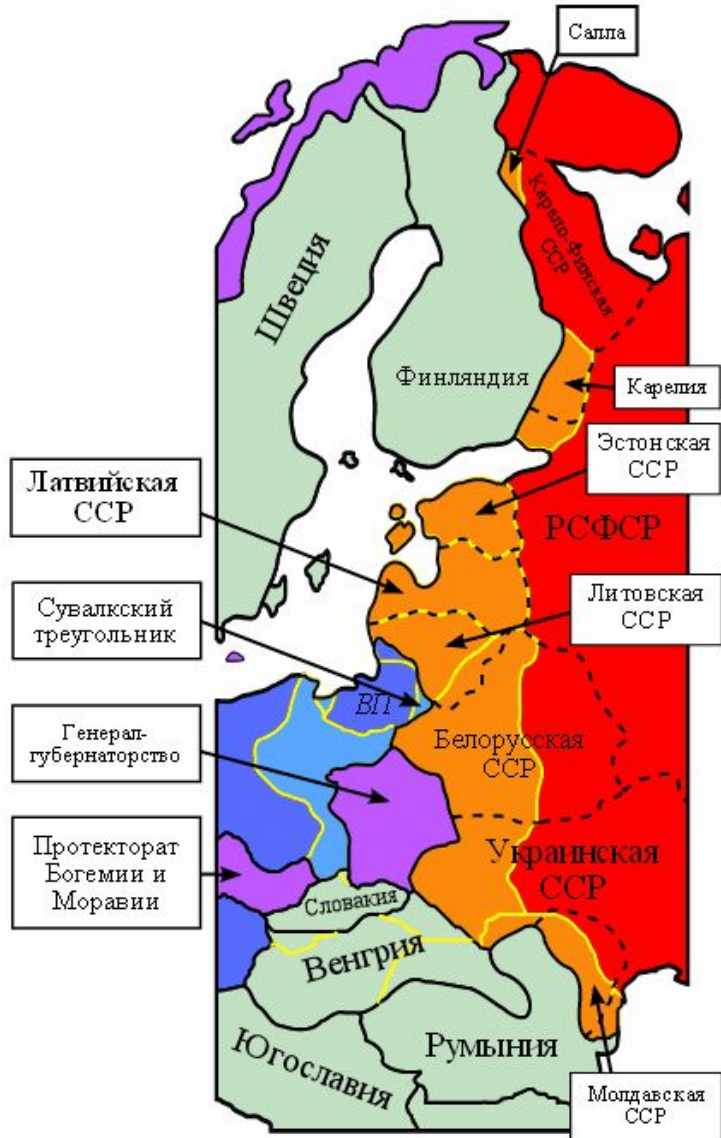 Салла
Карело-Финская
ССР
Швеция
Финляндия
Карелия
Эстонская
ССР
Латвийская
ССР
РСФСР
Сувалкский
треугольник
Литовская
ССР
ВП
Генерал-
губернаторство
Белорусская
ССР
Протекторат
Богемии и
Моравии
Украинская
ССР
Словакия
Венгрия
Румыния
Югославия
Молдавская
ССР